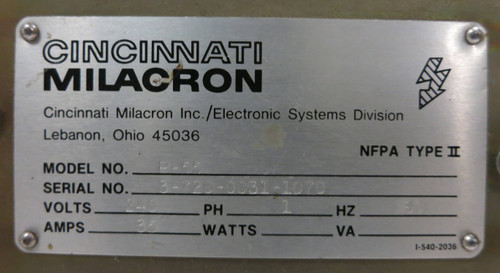 CINCINNATI
MILACRON
Cincinnati Milacron Inc./Electronic Systems Division
Lebanon, Ohio 45036
NFPA TYPE II
MODEL NO.
SERIAL NO.
VOLTS PH 1 HZ
AMPS WATTS VA
1-540-2036